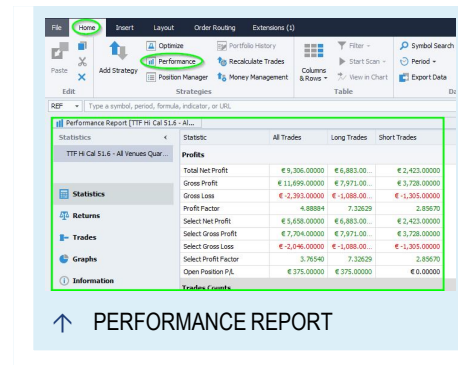 File Home Insert Layout Order Routing Extensions (1)
Optimize Portfolio History Filter Symbol Search
Performance Recalculate Trades Start Scan Period
Paste Add Strategy Position Manager Money Management Columns & Rows View in Chart Export Data
Edit Strategies Table Da
REF Type a symbol, period, formula, indicator, or URL
Performance Report [TTF Hi Cal 51.6 - Al...
Statistics Statistic All Trades Long Trades Short Trades
TTF Hi Cal 51.6 - All Venues Quar... Profits
Total Net Profit € 9,306.00000 € 6,883.00... € 2,423.00000
Gross Profit € 11,699.00000 € 7,971.00... € 3,728.00000
Statistics Gross Loss € -2,393.00000 € -1,088.00... € -1,305.00000
Profit Factor 4.88884 7.32629 2.85670
Returns Select Net Profit € 5,658.00000 € 6,883.00... € 2,423.00000
Trades Select Gross Profit € 7,704.00000 € 7,971.00... € 3,728.00000
Select Gross Loss € -2,046.00000 € -1,088.00... € -1,305.00000
Graphs Select Profit Factor 3.76540 7.32629 2.85670
Open Position P/L € 375.00000 € 375.00000 € 0.00000
Information Trades Counts
↑ PERFORMANCE REPORT